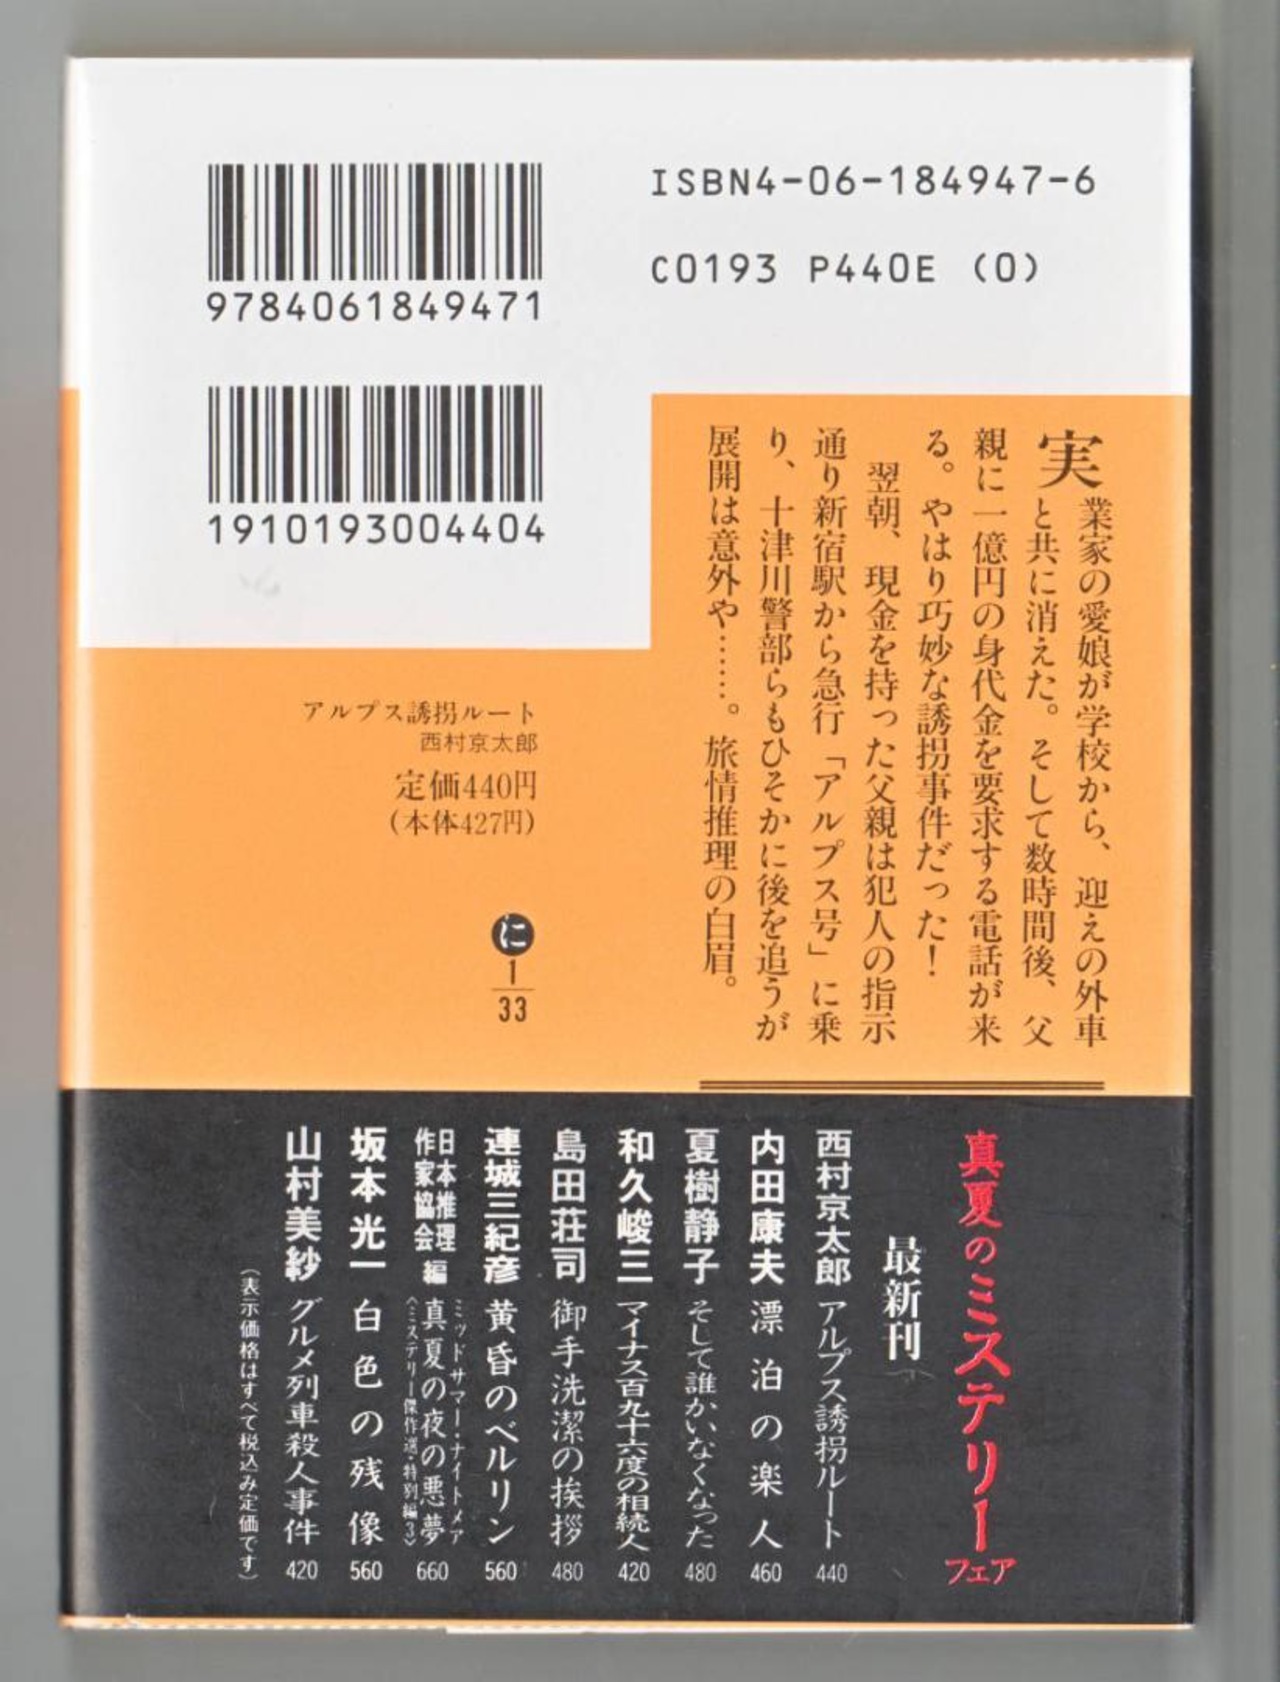 ISBN4-06-184947-6
C0193 P440E (0)
9784061849471
1910193004404
実業家の愛娘が学校から、迎えの外車
と共に消えた。そして数時間後、父
親に一億円の身代金を要求する電話が来
る。やはり巧妙な誘拐事件だった！
翌朝、現金を持った父親は犯人の指示
通り新宿駅から急行「アルプス号」に乗
り、十津川警部らもひそかに後を追うが
展開は意外や……。旅情推理の白眉。
アルプス誘拐ルート
西村京太郎
定価440円
(本体427円)
に
1
33
真夏のミステリーフェア
最新刊
西村京太郎 アルプス誘拐ルート 440
内田康夫 漂泊の楽人 460
夏樹静子 そして誰かいなくなった 480
和久峻三 マイナス百九十六度の相続人 420
島田荘司 御手洗潔の挨拶 480
連城三紀彦 黄昏のベルリン 560
日本推理作家協会 編 真夏の夜の悪夢 660
ミッドサマー・ナイトメア
〈ミステリー傑作選・特別編3〉
坂本光一 白色の残像 560
山村美紗 グルメ列車殺人事件 420
(表示価格はすべて税込み定価です)